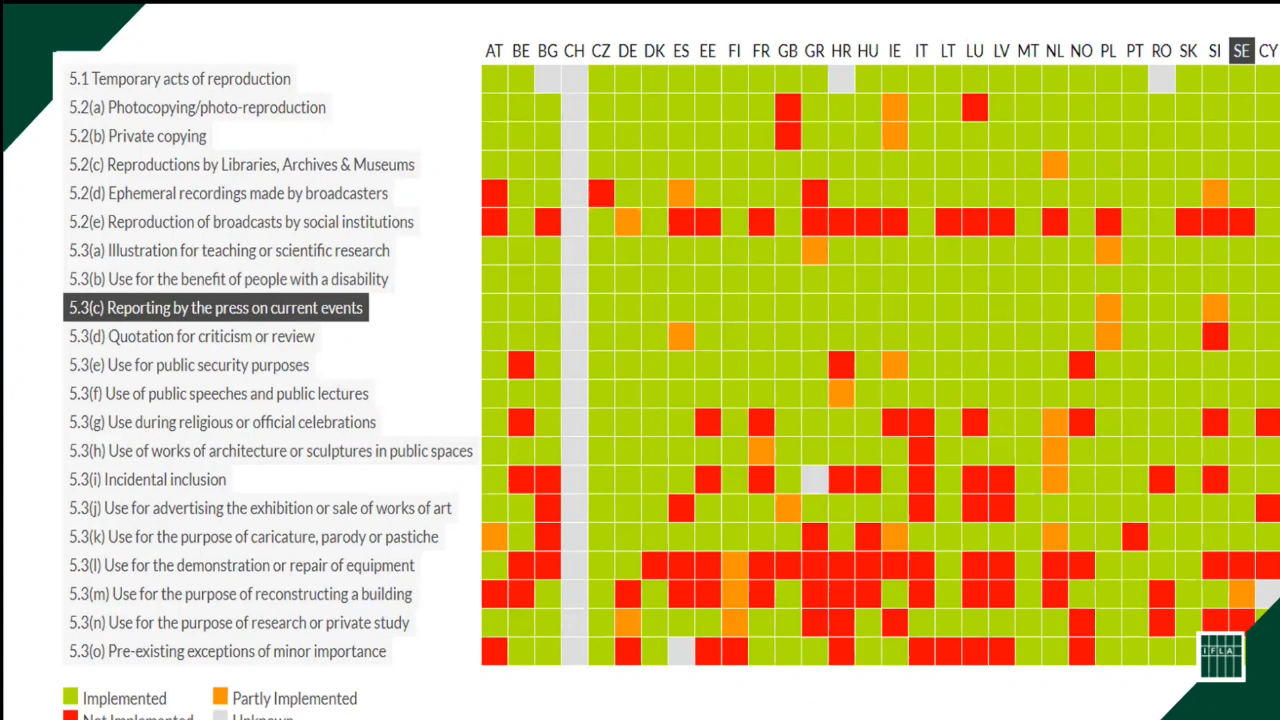 AT BE BG CH CZ DE DK ES EE FI FR GB GR HR HU IE IT LT LU LV MT NL NO PL PT RO SK SI SE CY
5.1 Temporary acts of reproduction
5.2(a) Photocopying/photo-reproduction
5.2(b) Private copying
5.2(c) Reproductions by Libraries, Archives & Museums
5.2(d) Ephemeral recordings made by broadcasters
5.2(e) Reproduction of broadcasts by social institutions
5.3(a) Illustration for teaching or scientific research
5.3(b) Use for the benefit of people with a disability
5.3(c) Reporting by the press on current events
5.3(d) Quotation for criticism or review
5.3(e) Use for public security purposes
5.3(f) Use of public speeches and public lectures
5.3(g) Use during religious or official celebrations
5.3(h) Use of works of architecture or sculptures in public spaces
5.3(i) Incidental inclusion
5.3(j) Use for advertising the exhibition or sale of works of art
5.3(k) Use for the purpose of caricature, parody or pastiche
5.3(l) Use for the demonstration or repair of equipment
5.3(m) Use for the purpose of reconstructing a building
5.3(n) Use for the purpose of research or private study
5.3(o) Pre-existing exceptions of minor importance
IFLA
Implemented Partly Implemented
Not Implemented Unknown